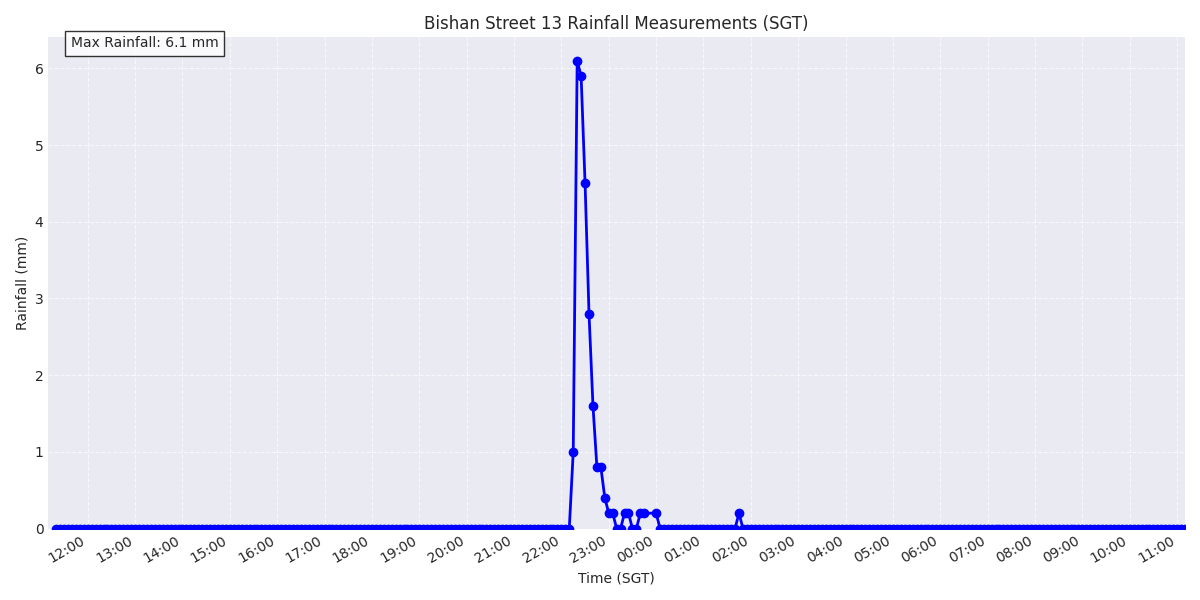 Bishan Street 13 Rainfall Measurements (SGT)
Max Rainfall: 6.1 mm
6
5
4
3
2
1
0
Rainfall (mm)
12:00 13:00 14:00 15:00 16:00 17:00 18:00 19:00 20:00 21:00 22:00 23:00 00:00 01:00 02:00 03:00 04:00 05:00 06:00 07:00 08:00 09:00 10:00 11:00
Time (SGT)